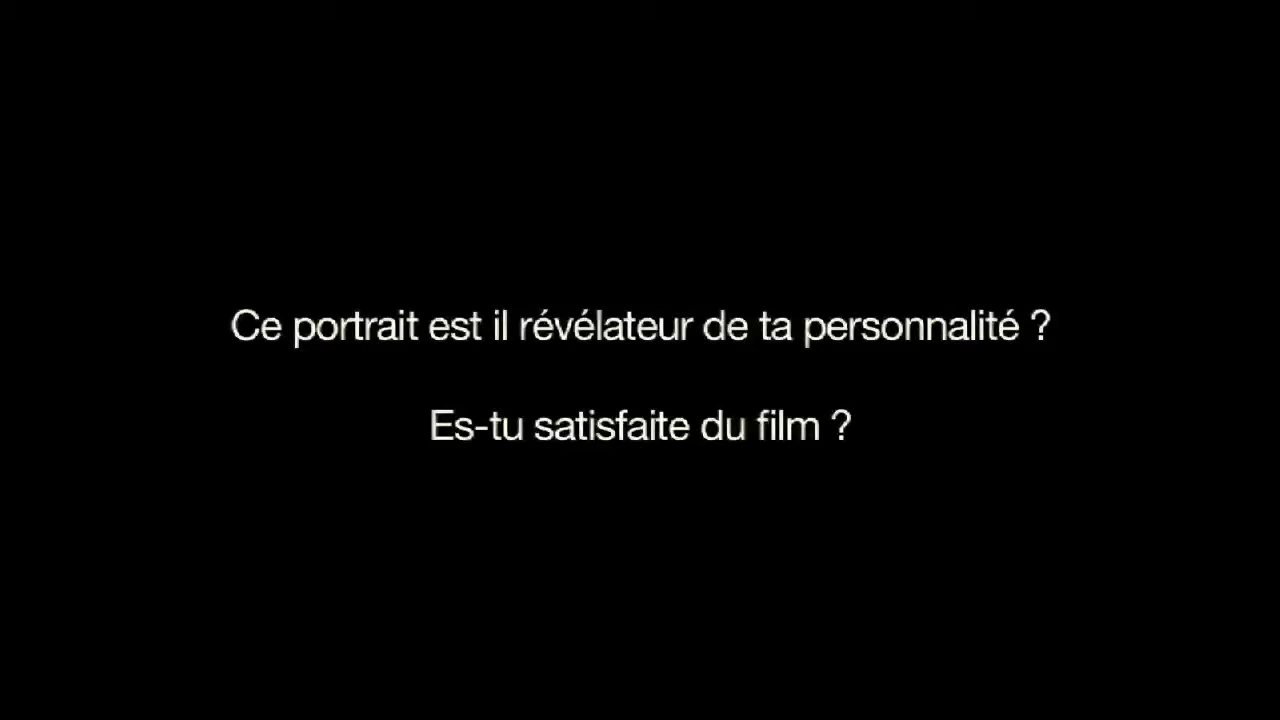 Ce portrait est il révélateur de ta personnalité ?
Es-tu satisfaite du film ?